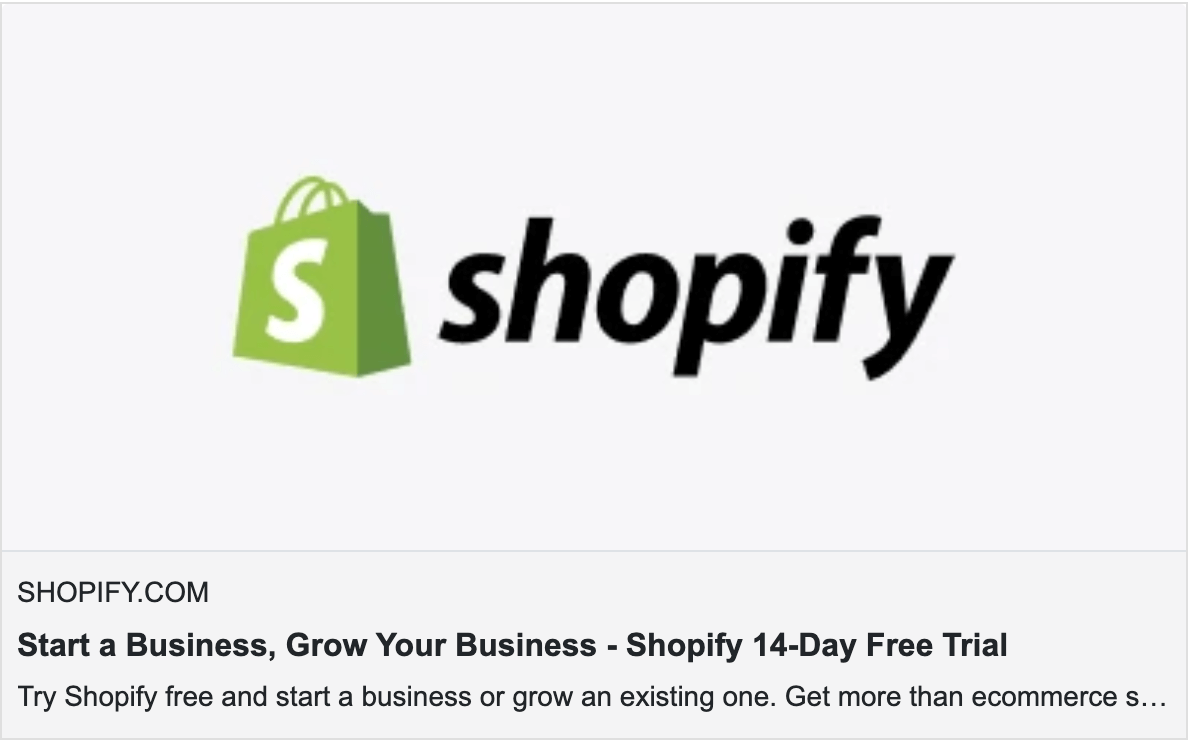 S shopify
SHOPIFY.COM
Start a Business, Grow Your Business - Shopify 14-Day Free Trial
Try Shopify free and start a business or grow an existing one. Get more than ecommerce s…